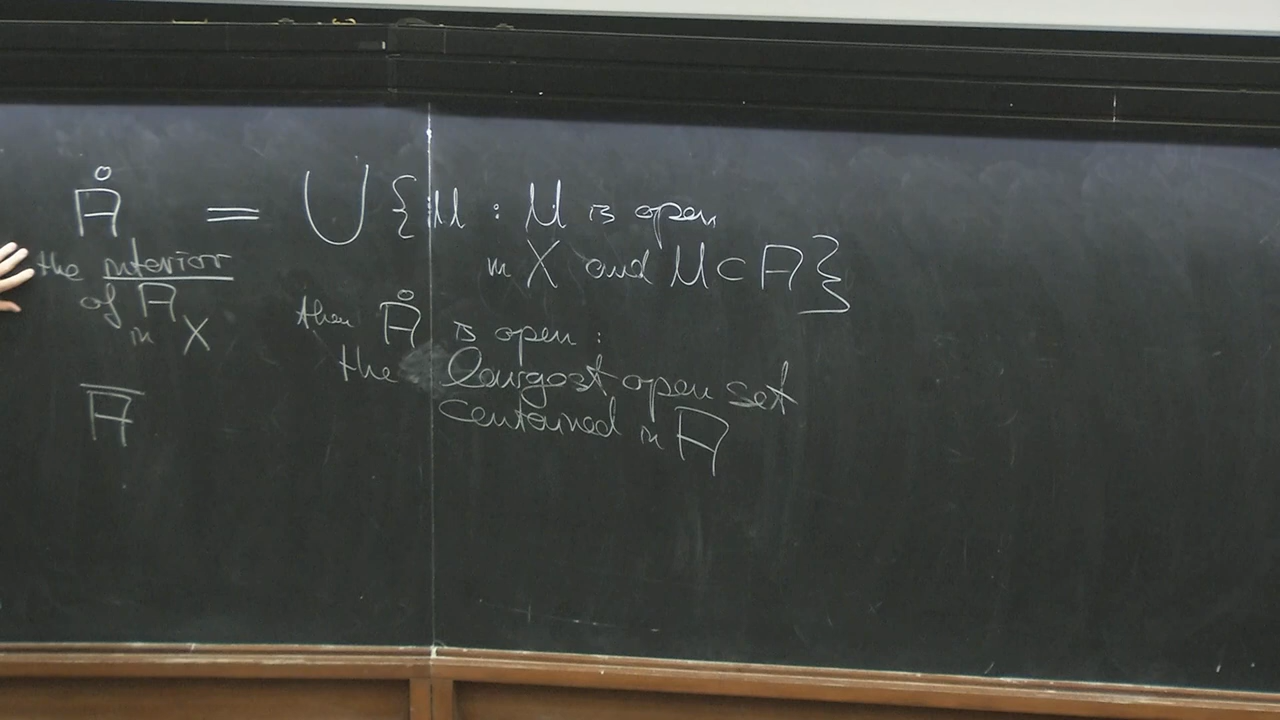 Å = ∪ { U : U is open
in X and U ⊂ A }
the interior
of A
in X
then Å is open :
the largest open set
contained in A
A̅